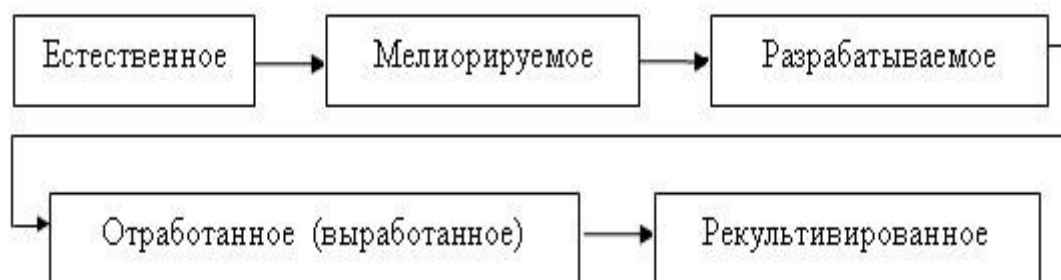 Естественное
Мелиорируемое
Разрабатываемое
Отработанное (выработанное)
Рекультивированное